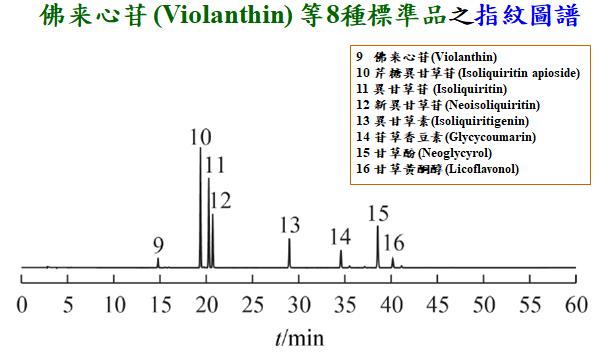 佛来心苷 (Violanthin) 等8種標準品之指紋圖譜
9 佛来心苷(Violanthin)
10 芹糖異甘草苷(Isoliquiritin apioside)
11 異甘草苷 (Isoliquiritin)
12 新異甘草苷(Neoisoliquiritin)
13 異甘草素(Isoliquiritigenin)
14 苷草香豆素(Glycycoumarin)
15 甘草酚(Neoglycyrol)
16 甘草黃酮醇(Licoflavonol)
10
11
12
15
13
14
16
9
0 5 10 15 20 25 30 35 40 45 50 55 60
t/min